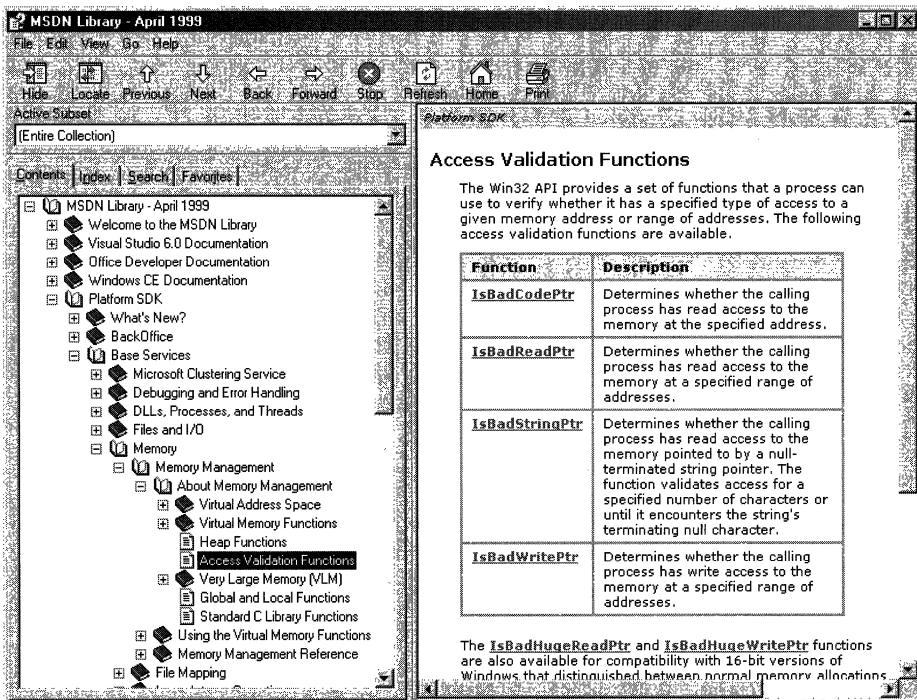 MSDN Library - April 1999
File Edit View Go Help
Hide Locate Previous Next Back Forward Stop Refresh Home Print
Active Subset
(Entire Collection)
Contents Index Search Favorites
MSDN Library - April 1999
Welcome to the MSDN Library
Visual Studio 6.0 Documentation
Office Developer Documentation
Windows CE Documentation
Platform SDK
What's New?
BackOffice
Base Services
Microsoft Clustering Service
Debugging and Error Handling
DLLs, Processes, and Threads
Files and I/O
Memory
Memory Management
About Memory Management
Virtual Address Space
Virtual Memory Functions
Heap Functions
Access Validation Functions
Very Large Memory (VLM)
Global and Local Functions
Standard C Library Functions
Using the Virtual Memory Functions
Memory Management Reference
File Mapping
Platform SDK
Access Validation Functions
The Win32 API provides a set of functions that a process can
use to verify whether it has a specified type of access to a
given memory address or range of addresses. The following
access validation functions are available.
Function Description
IsBadCodePtr Determines whether the calling
process has read access to the
memory at the specified address.
IsBadReadPtr Determines whether the calling
process has read access to the
memory at a specified range of
addresses.
IsBadStringPtr Determines whether the calling
process has read access to the
memory pointed to by a null-
terminated string pointer. The
function validates access for a
specified number of characters or
until it encounters the string's
terminating null character.
IsBadWritePtr Determines whether the calling
process has write access to the
memory at a specified range of
addresses.
The IsBadHugeReadPtr and IsBadHugeWritePtr functions
are also available for compatibility with 16-bit versions of
Windows that distinguished between normal memory allocations